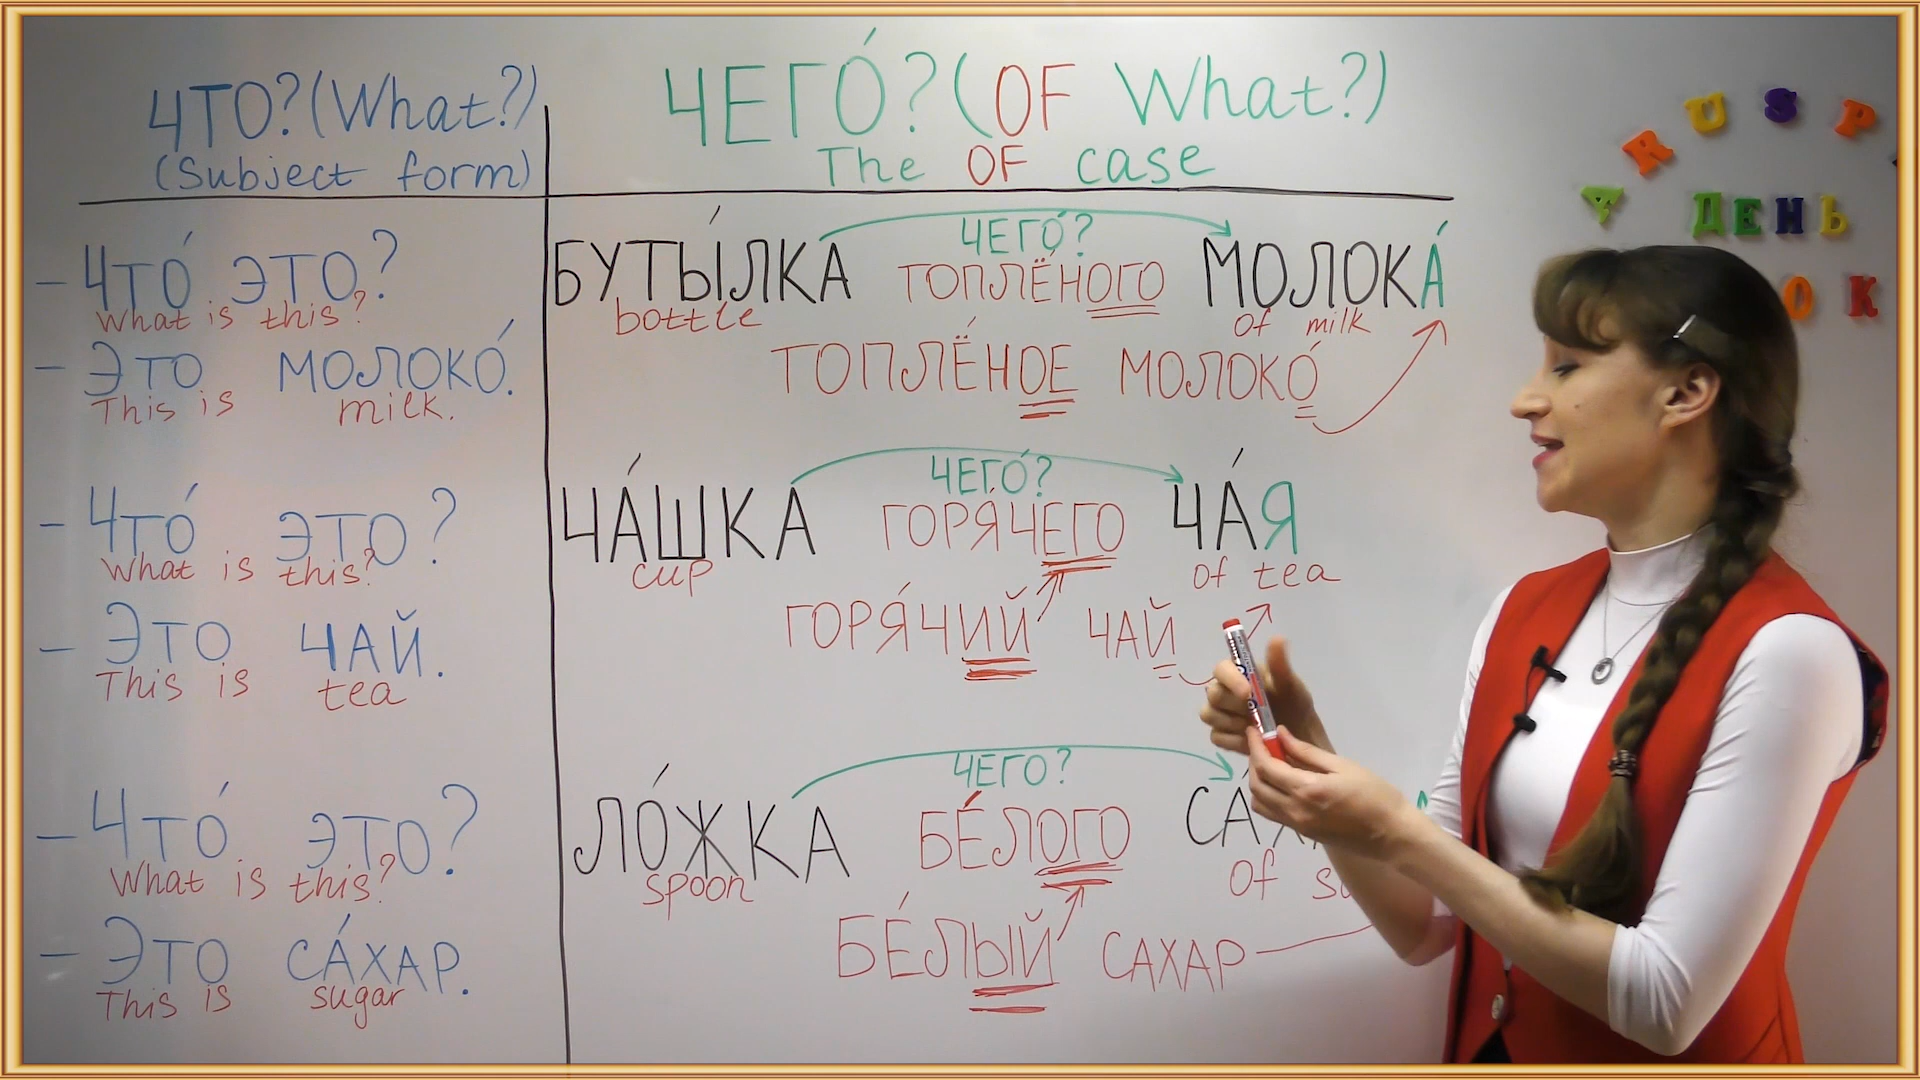 ЧТО? (What?)
(Subject form)
ЧЕГО́? (OF What?)
The OF case
- ЧТО́ ЭТО?
What is this?
- ЭТО МОЛОКО́.
This is milk.
- ЧТО́ ЭТО?
What is this?
- ЭТО ЧАЙ.
This is tea
- ЧТО́ ЭТО?
What is this?
- ЭТО СА́ХАР.
This is sugar
ЧЕГО́?
БУТЫ́ЛКА ТОПЛЁНОГО МОЛОКА́
bottle of milk
ТОПЛЁНОЕ МОЛОКО́
ЧЕГО́?
ЧА́ШКА ГОРЯ́ЧЕГО ЧА́Я
cup of tea
ГОРЯ́ЧИЙ ЧАЙ
ЧЕГО?
ЛО́ЖКА БЕ́ЛОГО
spoon of
БЕ́ЛЫЙ САХАР
R U S P
Ч ДЕНЬ
О К